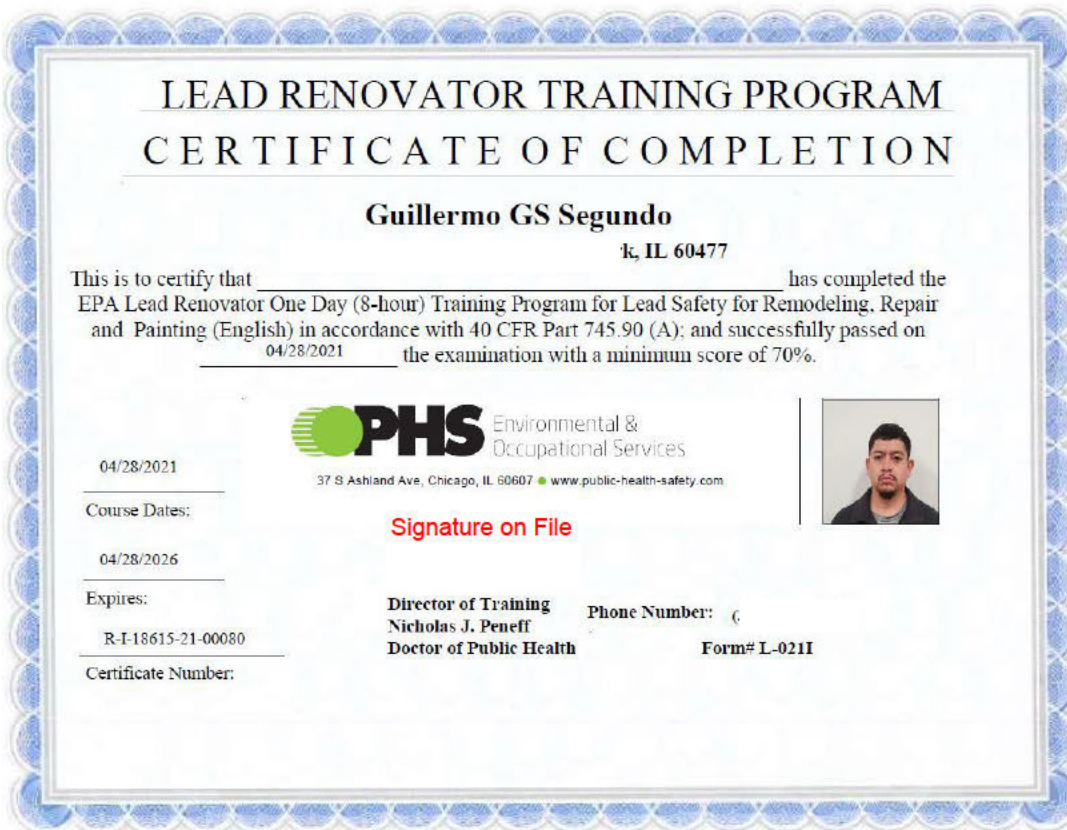 LEAD RENOVATOR TRAINING PROGRAM
CERTIFICATE OF COMPLETION
Guillermo GS Segundo
k, IL 60477
This is to certify that has completed the
EPA Lead Renovator One Day (8-hour) Training Program for Lead Safety for Remodeling, Repair
and Painting (English) in accordance with 40 CFR Part 745.90 (A); and successfully passed on
04/28/2021 the examination with a minimum score of 70%.
PHS Environmental &
Occupational Services
37 S Ashland Ave, Chicago, IL 60607 ● www.public-health-safety.com
04/28/2021
Course Dates:
Signature on File
04/28/2026
Expires:
R-I-18615-21-00080
Certificate Number:
Director of Training
Nicholas J. Peneff
Doctor of Public Health
Phone Number: (
Form# L-021I